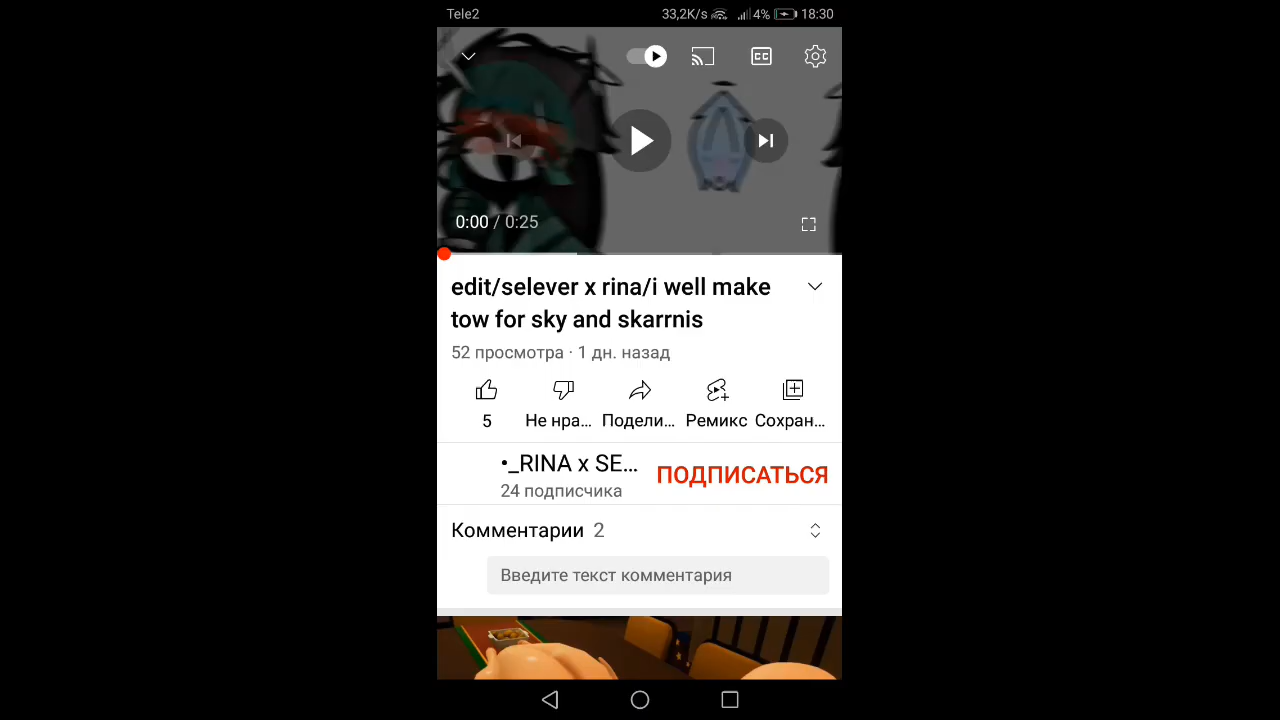 Tele2 33,2K/s 4% 18:30
CC
0:00 / 0:25
edit/selever x rina/i well make
tow for sky and skarrnis
52 просмотра · 1 дн. назад
5 Не нра... Подели... Ремикс Сохран...
•_RINA x SE...
ПОДПИСАТЬСЯ
24 подписчика
Комментарии 2
Введите текст комментария